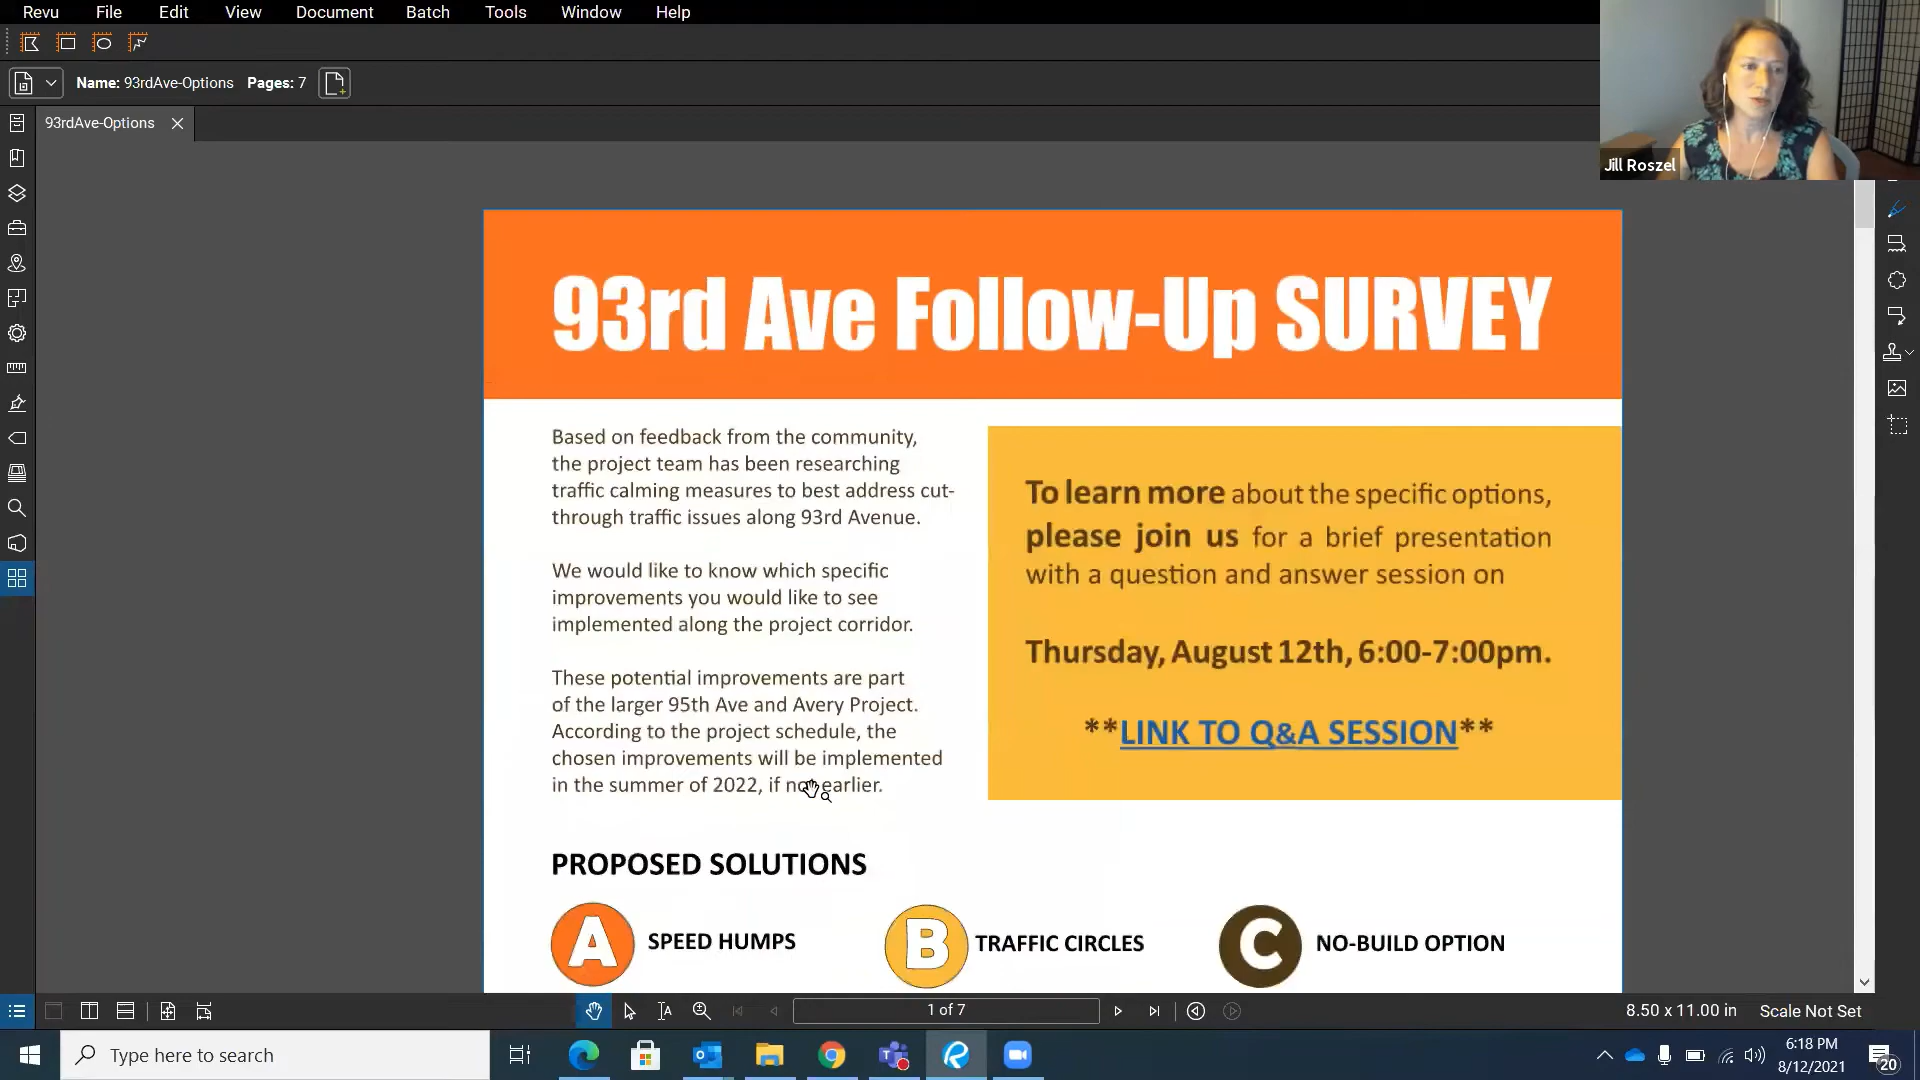 Revu File Edit View Document Batch Tools Window Help
Name: 93rdAve-Options Pages: 7
93rdAve-Options
Jill Roszel
93rd Ave Follow-Up SURVEY
Based on feedback from the community,
the project team has been researching
traffic calming measures to best address cut-
through traffic issues along 93rd Avenue.
We would like to know which specific
improvements you would like to see
implemented along the project corridor.
These potential improvements are part
of the larger 95th Ave and Avery Project.
According to the project schedule, the
chosen improvements will be implemented
in the summer of 2022, if not earlier.
To learn more about the specific options,
please join us for a brief presentation
with a question and answer session on
Thursday, August 12th, 6:00-7:00pm.
**LINK TO Q&A SESSION**
PROPOSED SOLUTIONS
A SPEED HUMPS
B TRAFFIC CIRCLES
C NO-BUILD OPTION
1 of 7
8.50 x 11.00 in
Scale Not Set
Type here to search
6:18 PM
8/12/2021
20